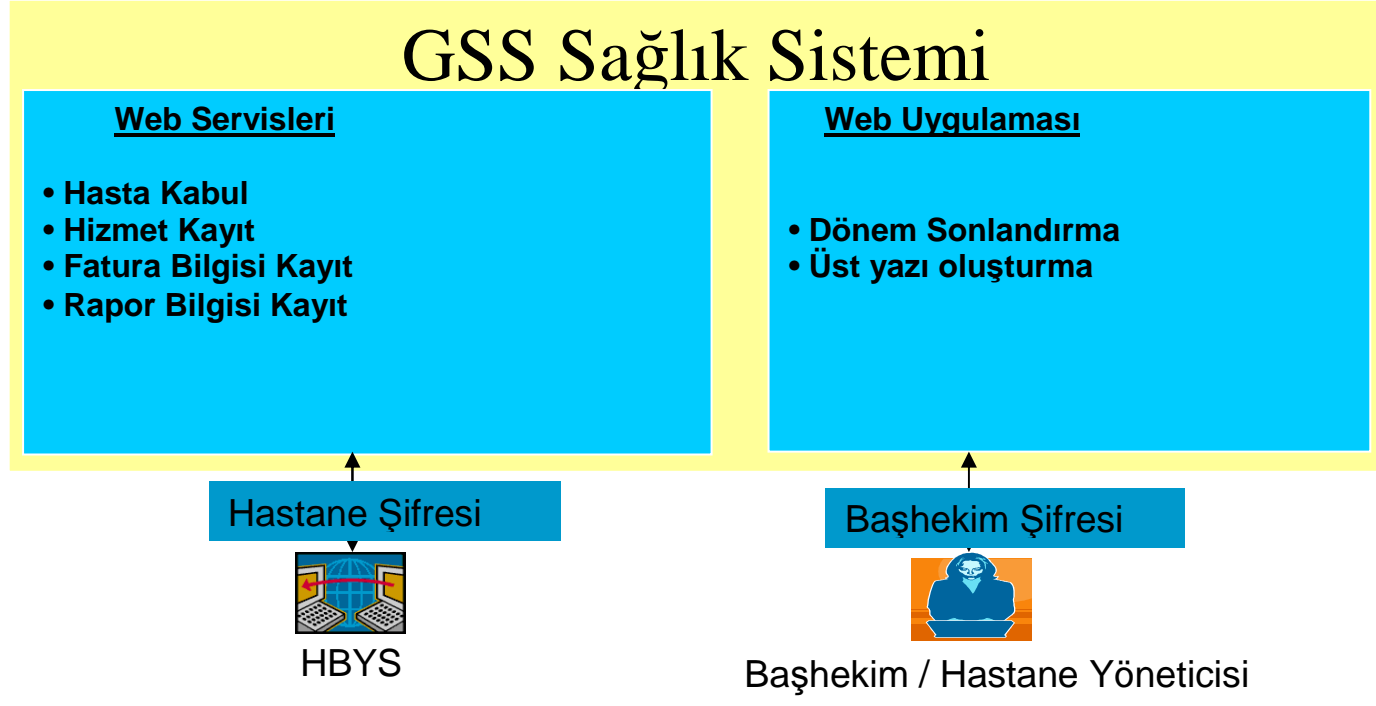 GSS Sağlık Sistemi
Web Servisleri
• Hasta Kabul
• Hizmet Kayıt
• Fatura Bilgisi Kayıt
• Rapor Bilgisi Kayıt
Web Uygulaması
• Dönem Sonlandırma
• Üst yazı oluşturma
Hastane Şifresi
HBYS
Başhekim Şifresi
Başhekim / Hastane Yöneticisi